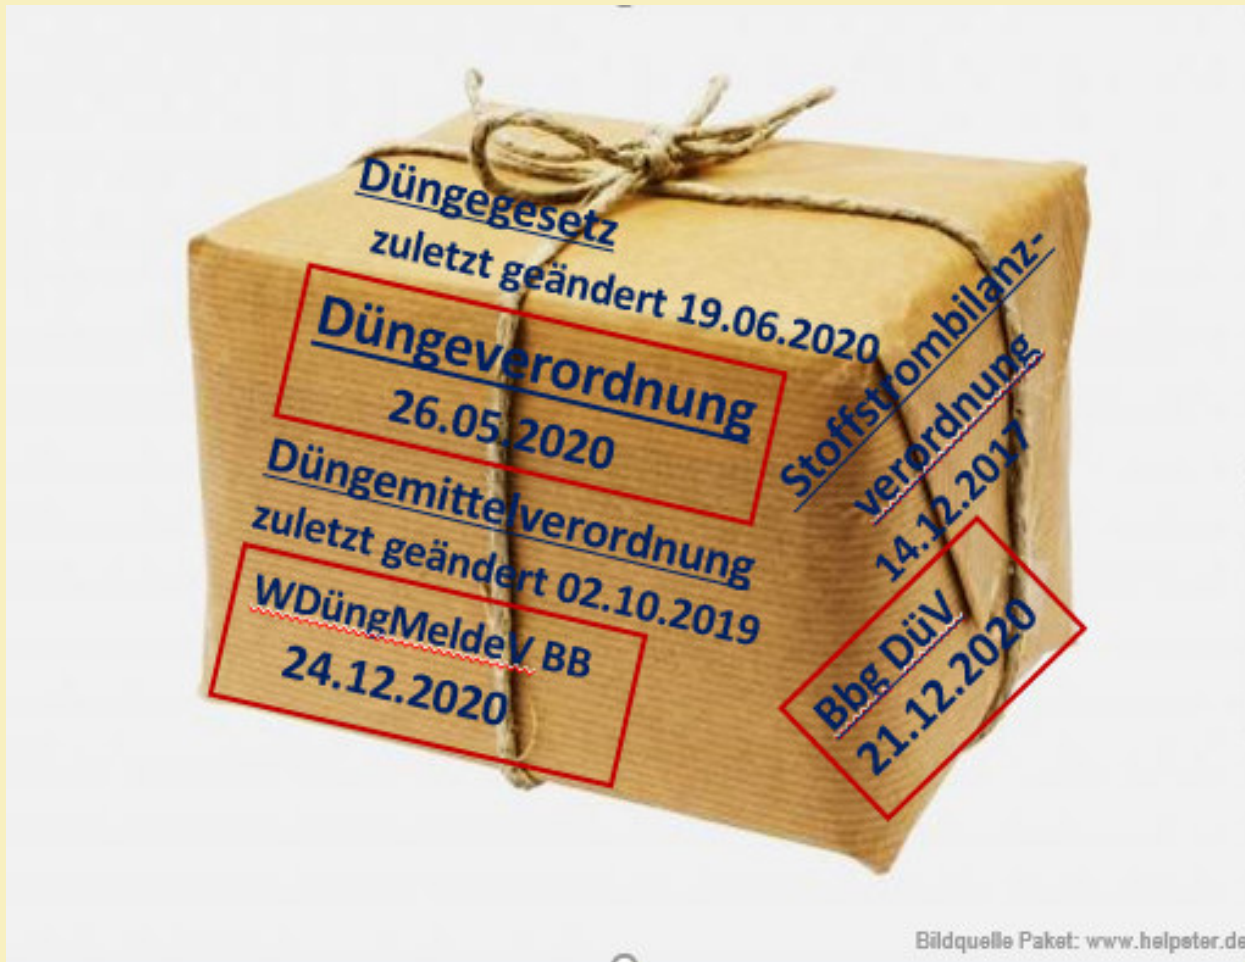 Düngegesetz
zuletzt geändert 19.06.2020
Düngeverordnung
26.05.2020
Düngemittelverordnung
zuletzt geändert 02.10.2019
WDüngMeldeV BB
24.12.2020
Stoffstrombilanz-
verordnung
14.12.2017
Bbg DüV
21.12.2020
Bildquelle Paket: www.helpster.de